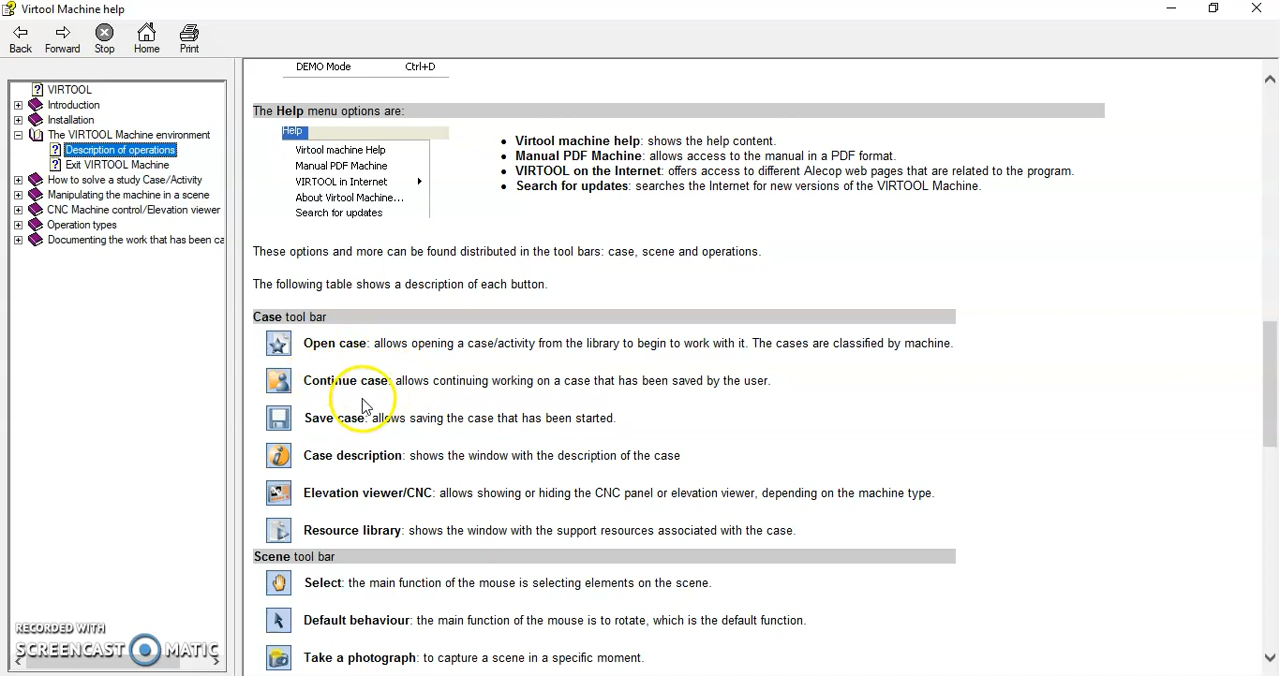 Virtool Machine help
Back Forward Stop Home Print
VIRTOOL
Introduction
Installation
The VIRTOOL Machine environment
Description of operations
Exit VIRTOOL Machine
How to solve a study Case/Activity
Manipulating the machine in a scene
CNC Machine control/Elevation viewer
Operation types
Documenting the work that has been ca
RECORDED WITH
SCREENCAST MATIC
DEMO Mode Ctrl+D
The Help menu options are:
Help
Virtool machine Help
Manual PDF Machine
VIRTOOL in Internet
About Virtool Machine...
Search for updates
• Virtool machine help: shows the help content.
• Manual PDF Machine: allows access to the manual in a PDF format.
• VIRTOOL on the Internet: offers access to different Alecop web pages that are related to the program.
• Search for updates: searches the Internet for new versions of the VIRTOOL Machine.
These options and more can be found distributed in the tool bars: case, scene and operations.
The following table shows a description of each button.
Case tool bar
Open case: allows opening a case/activity from the library to begin to work with it. The cases are classified by machine.
Continue case: allows continuing working on a case that has been saved by the user.
Save case: allows saving the case that has been started.
Case description: shows the window with the description of the case
Elevation viewer/CNC: allows showing or hiding the CNC panel or elevation viewer, depending on the machine type.
Resource library: shows the window with the support resources associated with the case.
Scene tool bar
Select: the main function of the mouse is selecting elements on the scene.
Default behaviour: the main function of the mouse is to rotate, which is the default function.
Take a photograph: to capture a scene in a specific moment.